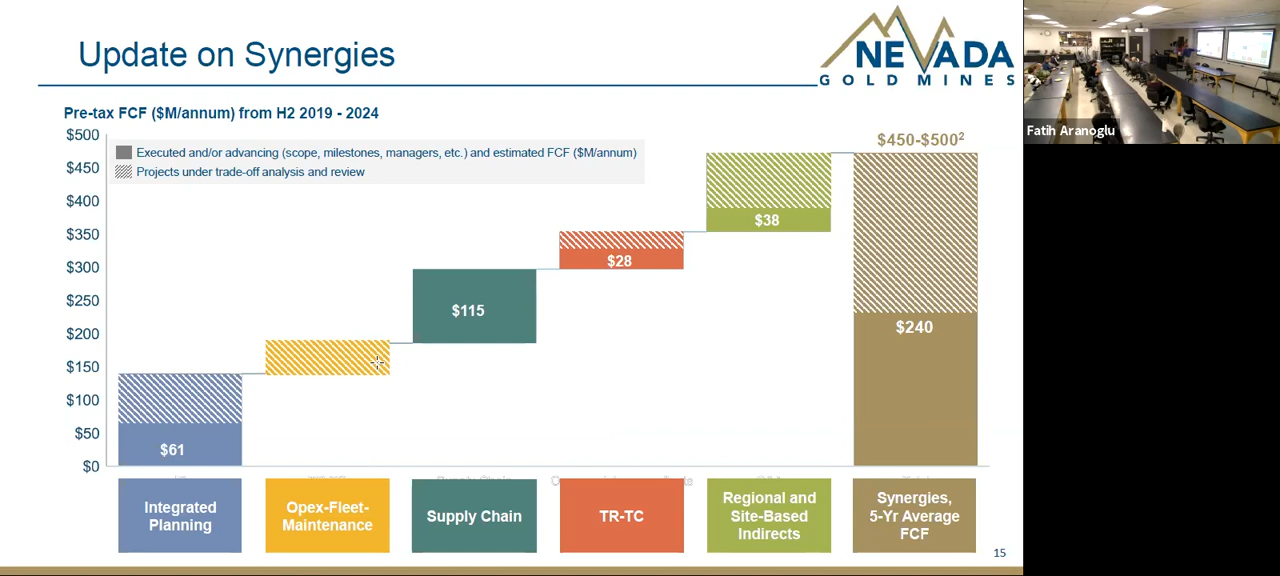 Update on Synergies
NEVADA
GOLD MINES
Pre-tax FCF ($M/annum) from H2 2019 - 2024
$500
$450
$400
$350
$300
$250
$200
$150
$100
$50
$0
Executed and/or advancing (scope, milestones, managers, etc.) and estimated FCF ($M/annum)
Projects under trade-off analysis and review
$61
$115
$28
$38
$450-$500²
$240
Integrated
Planning
Opex-Fleet-
Maintenance
Supply Chain
TR-TC
Regional and
Site-Based
Indirects
Synergies,
5-Yr Average
FCF
15
Fatih Aranoglu